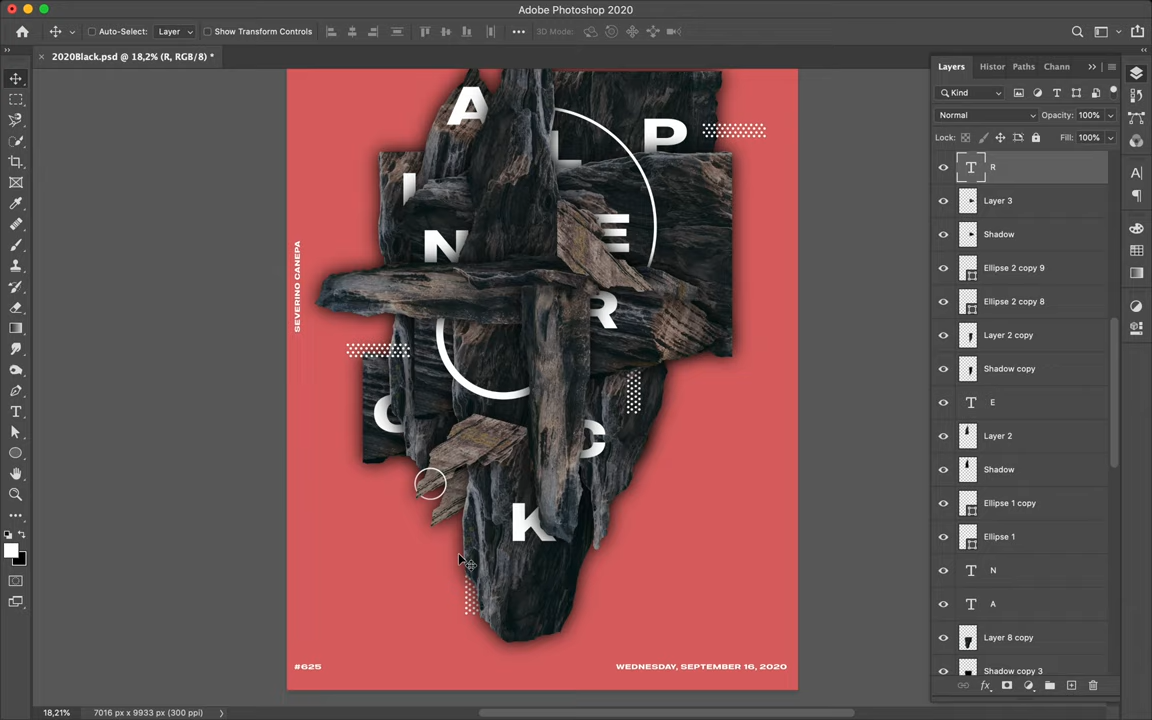 Adobe Photoshop 2020
Auto-Select:
Layer
Show Transform Controls
3D Mode:
2020Black.psd @ 18,2% (R, RGB/8) *
Layers
Histor
Paths
Chann
Kind
Normal
Opacity:
100%
Lock:
Fill:
100%
R
Layer 3
Shadow
Ellipse 2 copy 9
Ellipse 2 copy 8
Layer 2 copy
Shadow copy
E
Layer 2
Shadow
Ellipse 1 copy
Ellipse 1
N
A
Layer 8 copy
Shadow copy 3
A
L
P
I
N
E
R
O
C
K
SEVERINO CANEPA
#625
WEDNESDAY, SEPTEMBER 16, 2020
18,21%
7016 px x 9933 px (300 ppi)